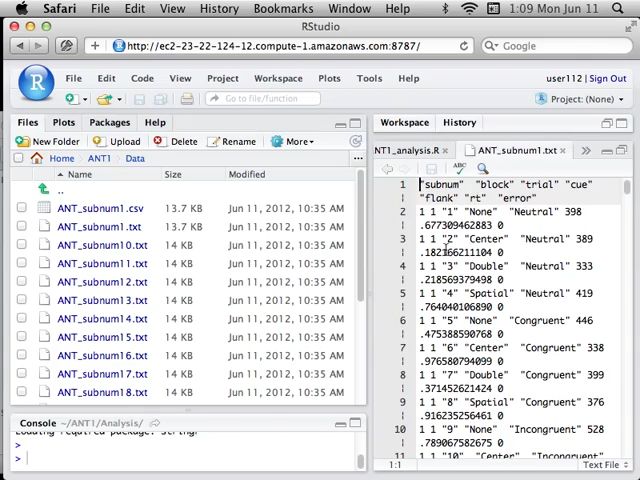 Safari File Edit View History Bookmarks Window Help 1:09 Mon Jun 11
RStudio
http://ec2-23-22-124-12.compute-1.amazonaws.com:8787/ Google
R File Edit Code View Project Workspace Plots Tools Help user112 | Sign Out
Go to file/function Project: (None)
Files Plots Packages Help
New Folder Upload Delete Rename More
Home ANT1 Data ...
Name Size Modified
..
ANT_subnum1.csv 13.7 KB Jun 11, 2012, 10:35 AM
ANT_subnum1.txt 13.7 KB Jun 11, 2012, 10:35 AM
ANT_subnum10.txt 14 KB Jun 11, 2012, 10:35 AM
ANT_subnum11.txt 14 KB Jun 11, 2012, 10:35 AM
ANT_subnum12.txt 14 KB Jun 11, 2012, 10:35 AM
ANT_subnum13.txt 14 KB Jun 11, 2012, 10:35 AM
ANT_subnum14.txt 14 KB Jun 11, 2012, 10:35 AM
ANT_subnum15.txt 14 KB Jun 11, 2012, 10:35 AM
ANT_subnum16.txt 14 KB Jun 11, 2012, 10:35 AM
ANT_subnum17.txt 14 KB Jun 11, 2012, 10:35 AM
ANT_subnum18.txt 14 KB Jun 11, 2012, 10:35 AM
Console ~/ANT1/Analysis/
Loading required package: stringr
>
>
Workspace History
NT1_analysis.R ANT_subnum1.txt
ABC
1 "subnum" "block" "trial" "cue"
"flank" "rt" "error"
2 1 1 "1" "None" "Neutral" 398
.677309462883 0
3 1 1 "2" "Center" "Neutral" 389
.182166211104 0
4 1 1 "3" "Double" "Neutral" 333
.218569379498 0
5 1 1 "4" "Spatial" "Neutral" 419
.764040106890 0
6 1 1 "5" "None" "Congruent" 446
.475388590768 0
7 1 1 "6" "Center" "Congruent" 338
.976580794099 0
8 1 1 "7" "Double" "Congruent" 399
.371452621424 0
9 1 1 "8" "Spatial" "Congruent" 376
.916235256461 0
10 1 1 "9" "None" "Incongruent" 528
.789067582675 0
11 1 1 "10" "Center" "Incongruent"
1:1 Text File